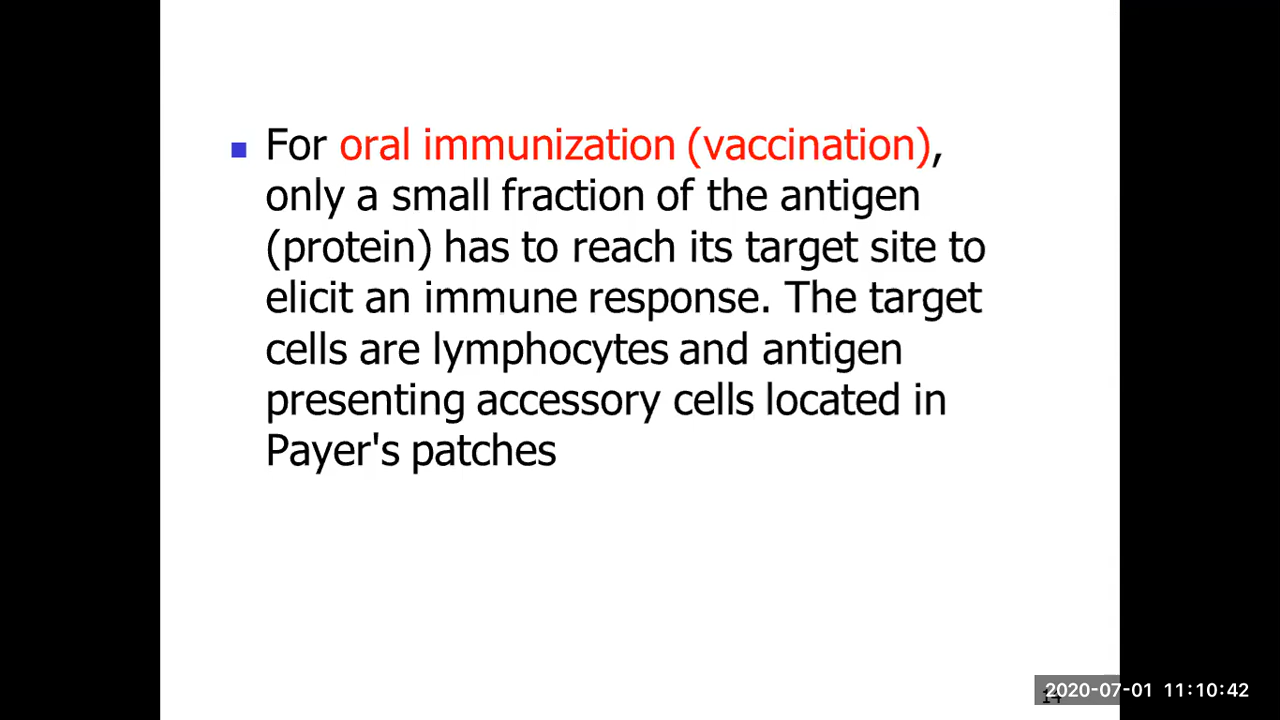 For oral immunization (vaccination),
only a small fraction of the antigen
(protein) has to reach its target site to
elicit an immune response. The target
cells are lymphocytes and antigen
presenting accessory cells located in
Payer's patches
14
2020-07-01 11:10:42